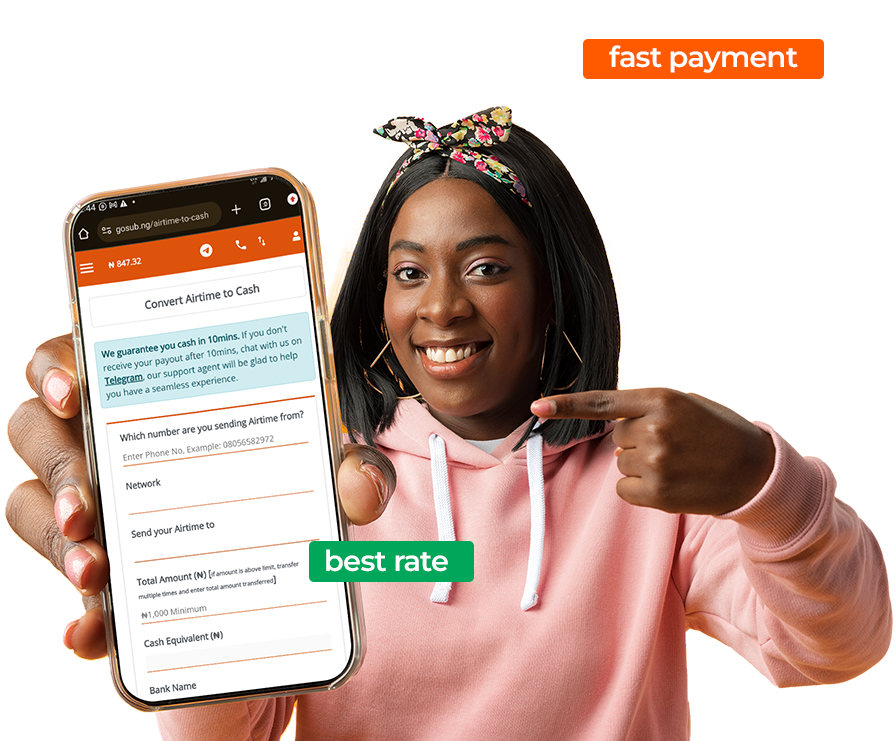 fast payment
:44
gosub.ng/airtime-to-cash
₦ 847.32
Convert Airtime to Cash
We guarantee you cash in 10mins. If you don't
receive your payout after 10mins, chat with us on
Telegram, our support agent will be glad to help
you have a seamless experience.
Which number are you sending Airtime from?
Enter Phone No, Example: 08056582972
Network
Send your Airtime to
best rate
Total Amount (₦) [if amount is above limit, transfer
multiple times and enter total amount transferred]
₦1,000 Minimum
Cash Equivalent (₦)
Bank Name